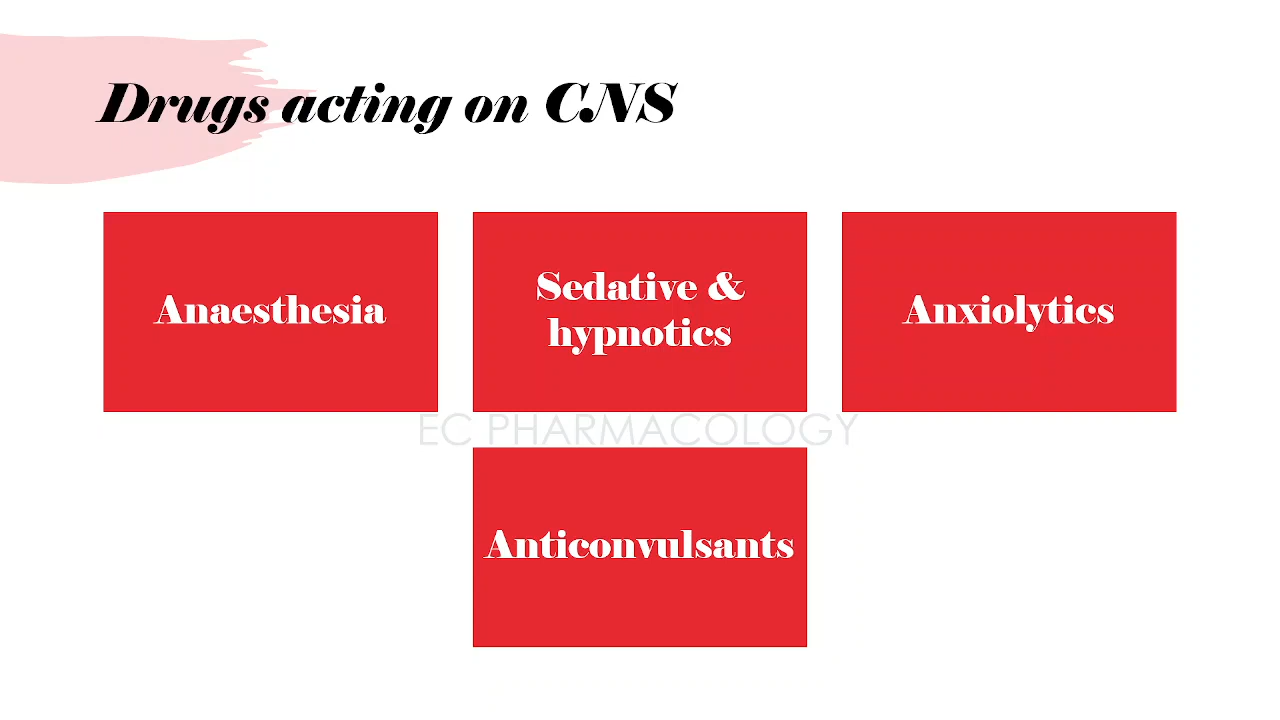 Drugs acting on CNS
Anaesthesia
Sedative &
hypnotics
Anxiolytics
EC PHARMACOLOGY
Anticonvulsants